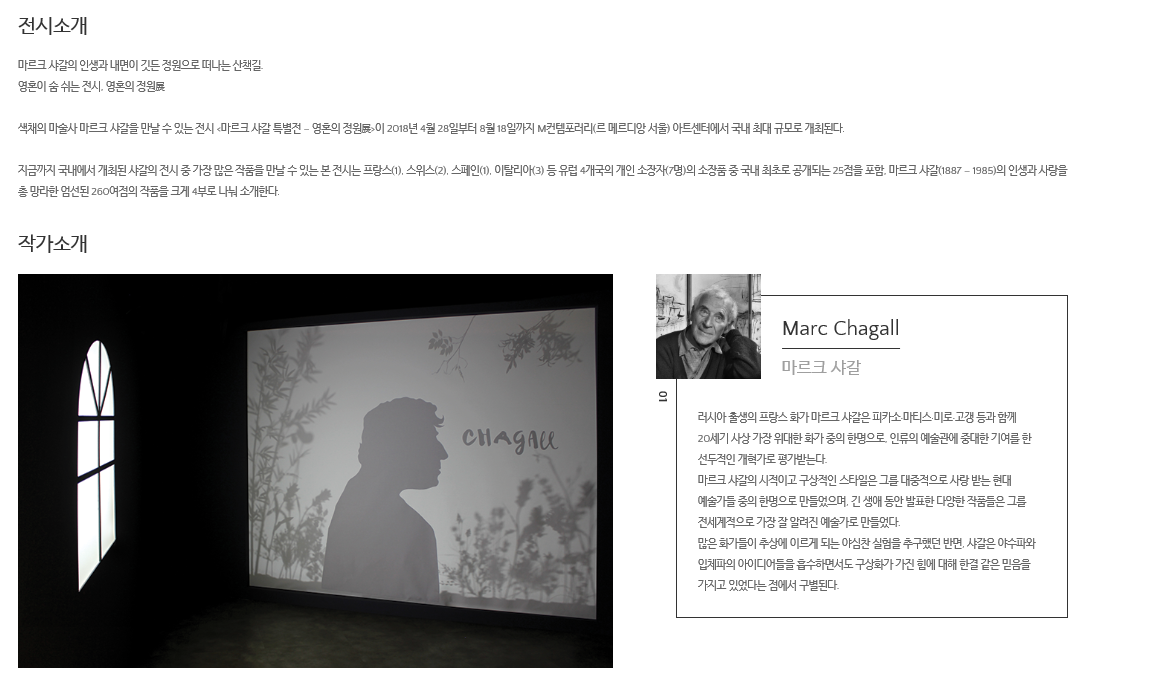 전시소개
마르크 샤갈의 인생과 내면이 깃든 정원으로 떠나는 산책길.
영혼이 숨 쉬는 전시, 영혼의 정원展
색채의 마술사 마르크 샤갈을 만날 수 있는 전시 <마르크 샤갈 특별전 – 영혼의 정원展>이 2018년 4월 28일부터 8월 18일까지 M컨템포러리(르 메르디앙 서울) 아트센터에서 국내 최대 규모로 개최된다.
지금까지 국내에서 개최된 샤갈의 전시 중 가장 많은 작품을 만날 수 있는 본 전시는 프랑스(1), 스위스(2), 스페인(1), 이탈리아(3) 등 유럽 4개국의 개인 소장자(7명)의 소장품 중 국내 최초로 공개되는 25점을 포함, 마르크 샤갈(1887 – 1985)의 인생과 사랑을
총 망라한 엄선된 260여점의 작품을 크게 4부로 나눠 소개한다.
작가소개
CHAGALL
Marc Chagall
마르크 샤갈
01
러시아 출생의 프랑스 화가 마르크 샤갈은 피카소·마티스·미로·고갱 등과 함께
20세기 사상 가장 위대한 화가 중의 한명으로, 인류의 예술관에 중대한 기여를 한
선두적인 개혁가로 평가받는다.
마르크 샤갈의 시적이고 구상적인 스타일은 그를 대중적으로 사랑 받는 현대
예술가들 중의 한명으로 만들었으며, 긴 생애 동안 발표한 다양한 작품들은 그를
전세계적으로 가장 잘 알려진 예술가로 만들었다.
많은 화가들이 추상에 이르게 되는 야심찬 실험을 추구했던 반면, 샤갈은 야수파와
입체파의 아이디어들을 흡수하면서도 구상화가 가진 힘에 대해 한결 같은 믿음을
가지고 있었다는 점에서 구별된다.